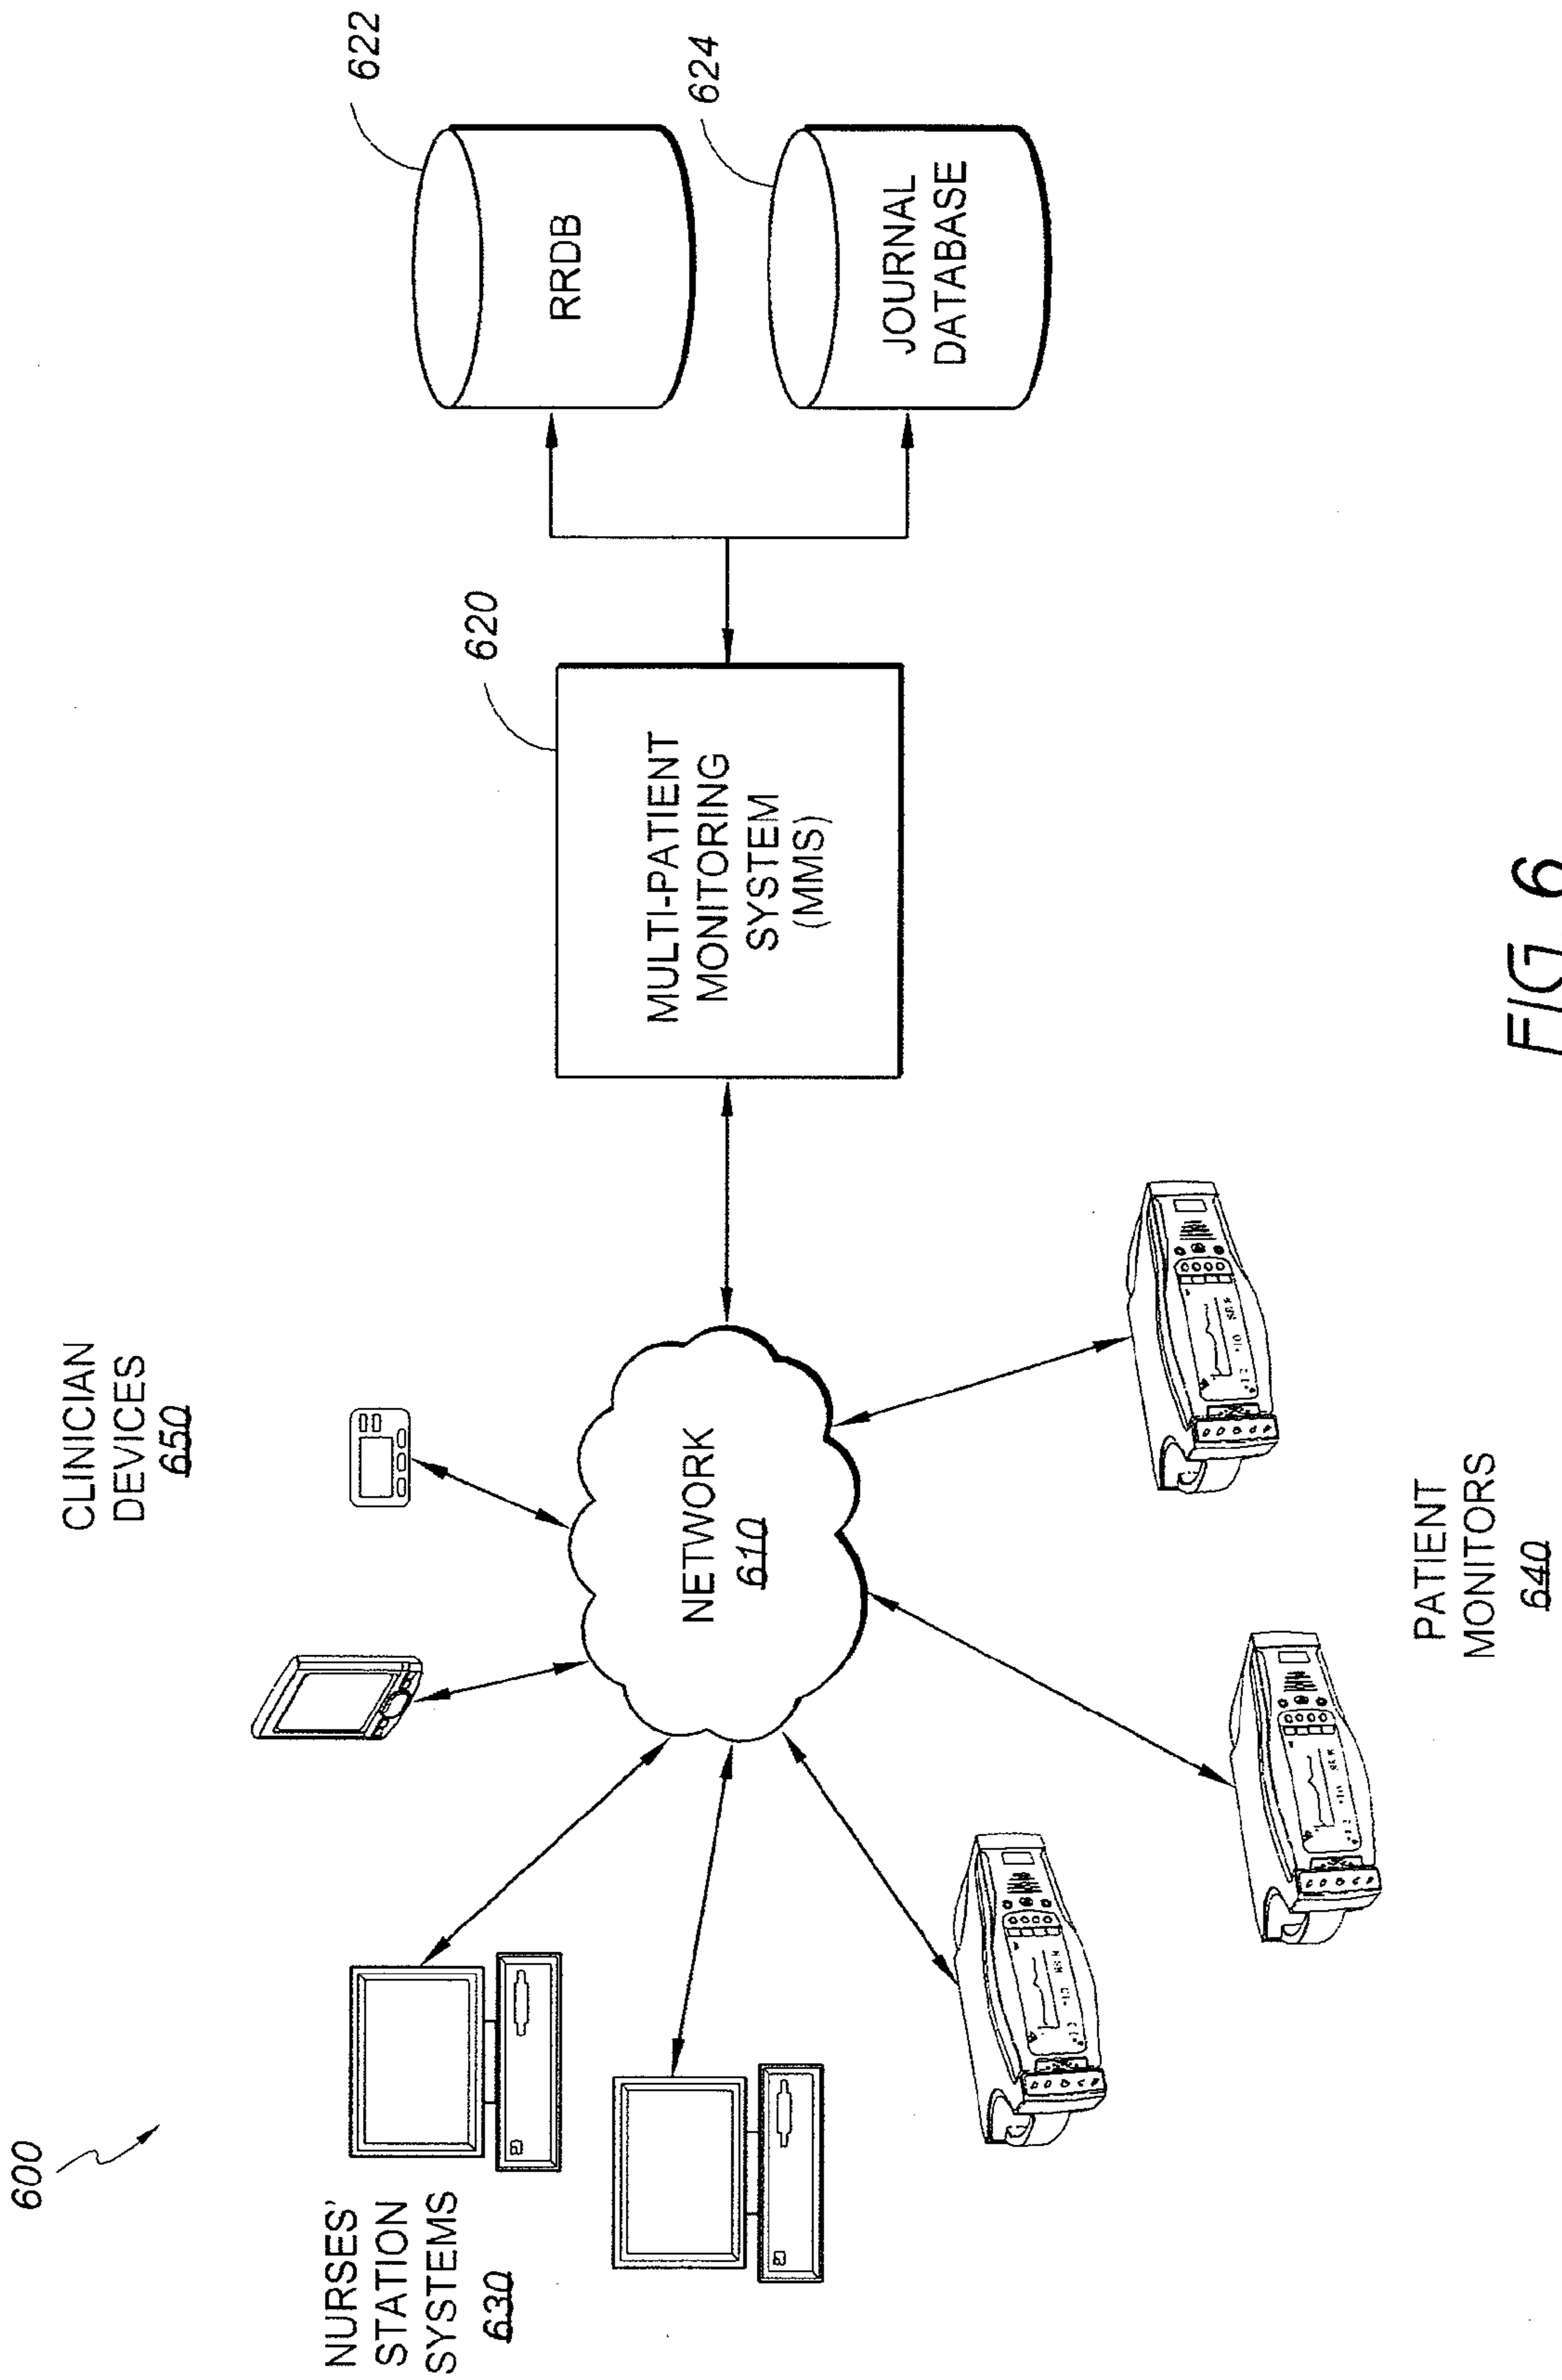 600
CLINICIAN
DEVICES
650
NURSES'
STATION
SYSTEMS
630
NETWORK
610
620
MULTI-PATIENT
MONITORING
SYSTEM
(MMS)
622
RRDB
624
JOURNAL
DATABASE
PATIENT
MONITORS
640
FIG. 6